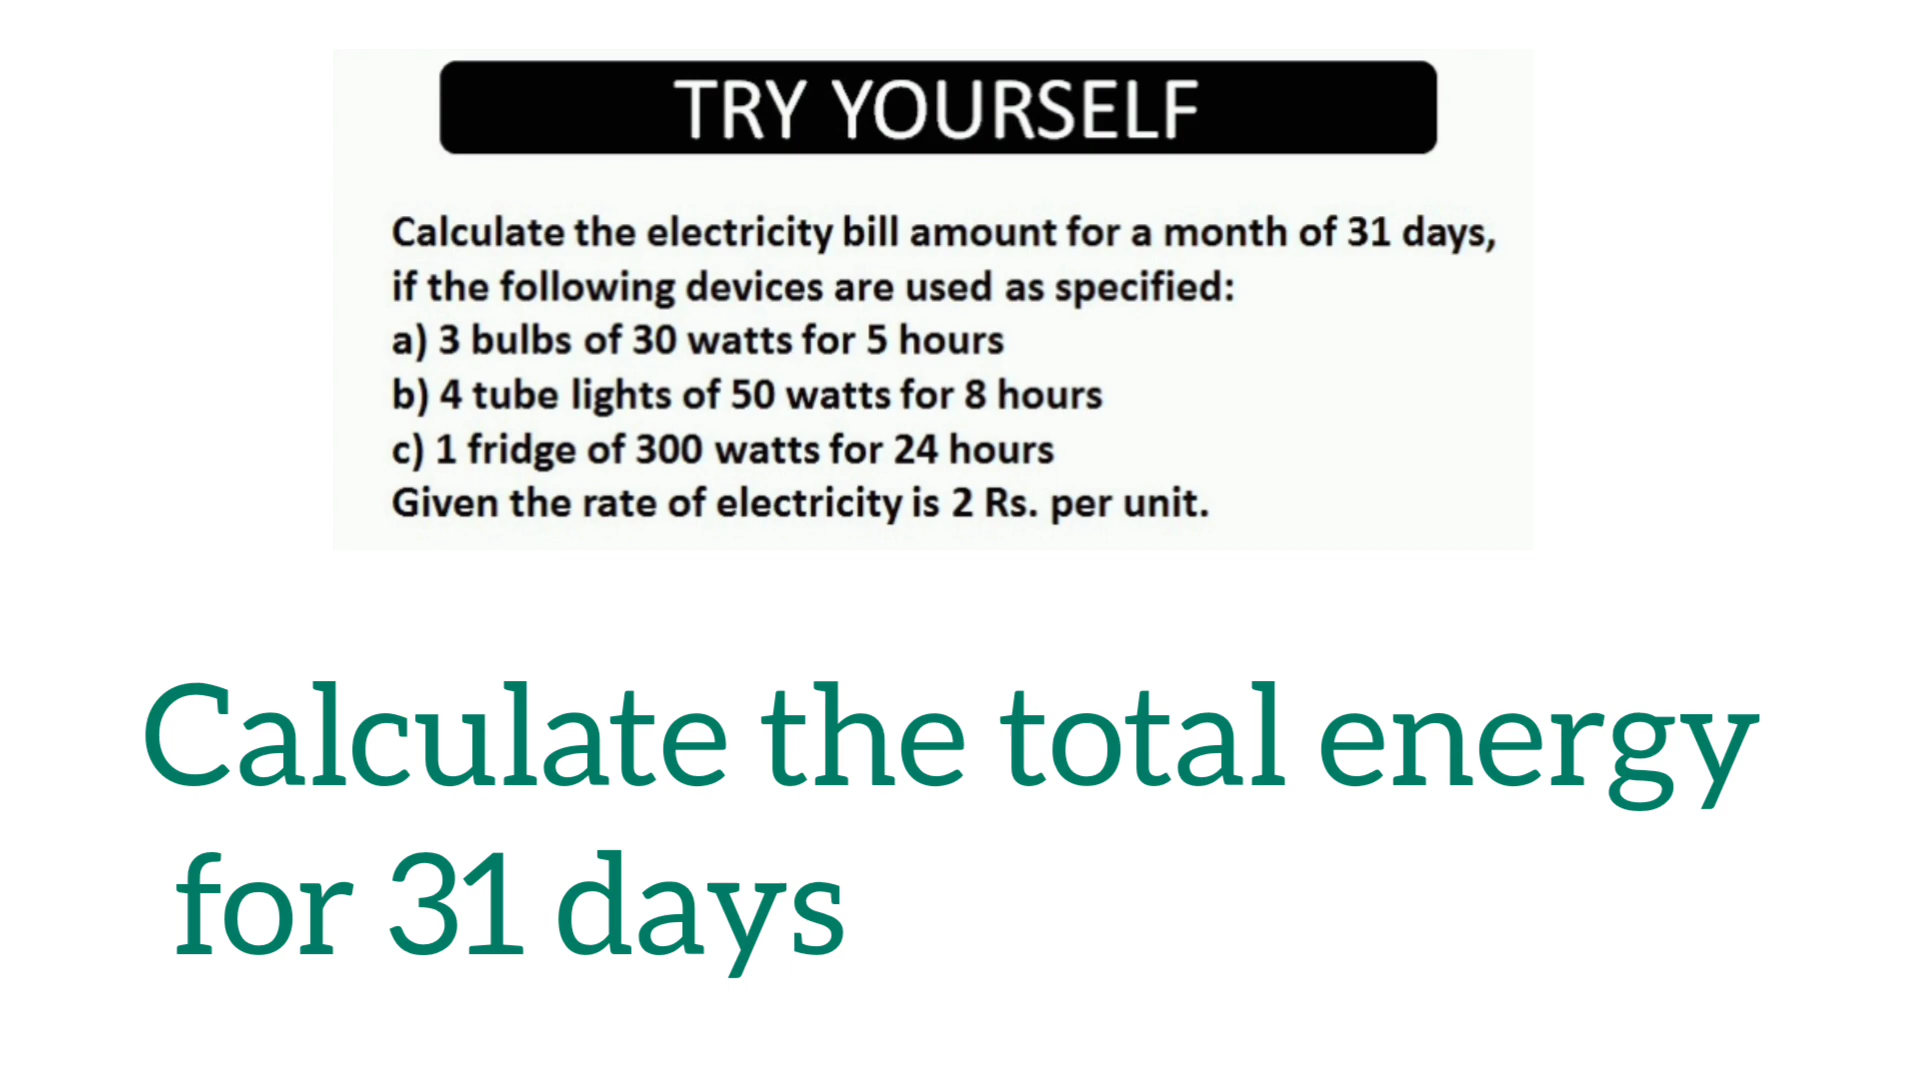 TRY YOURSELF
Calculate the electricity bill amount for a month of 31 days,
if the following devices are used as specified:
a) 3 bulbs of 30 watts for 5 hours
b) 4 tube lights of 50 watts for 8 hours
c) 1 fridge of 300 watts for 24 hours
Given the rate of electricity is 2 Rs. per unit.
Calculate the total energy
for 31 days